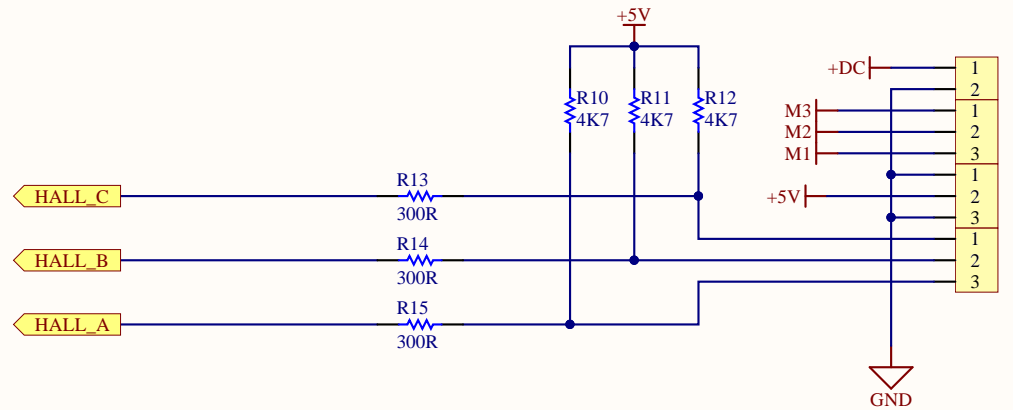 +5V
+DC
1
2
R10
4K7
R11
4K7
R12
4K7
M3
M2
M1
1
2
3
HALL_C
R13
300R
+5V
1
2
3
HALL_B
R14
300R
1
2
3
HALL_A
R15
300R
GND